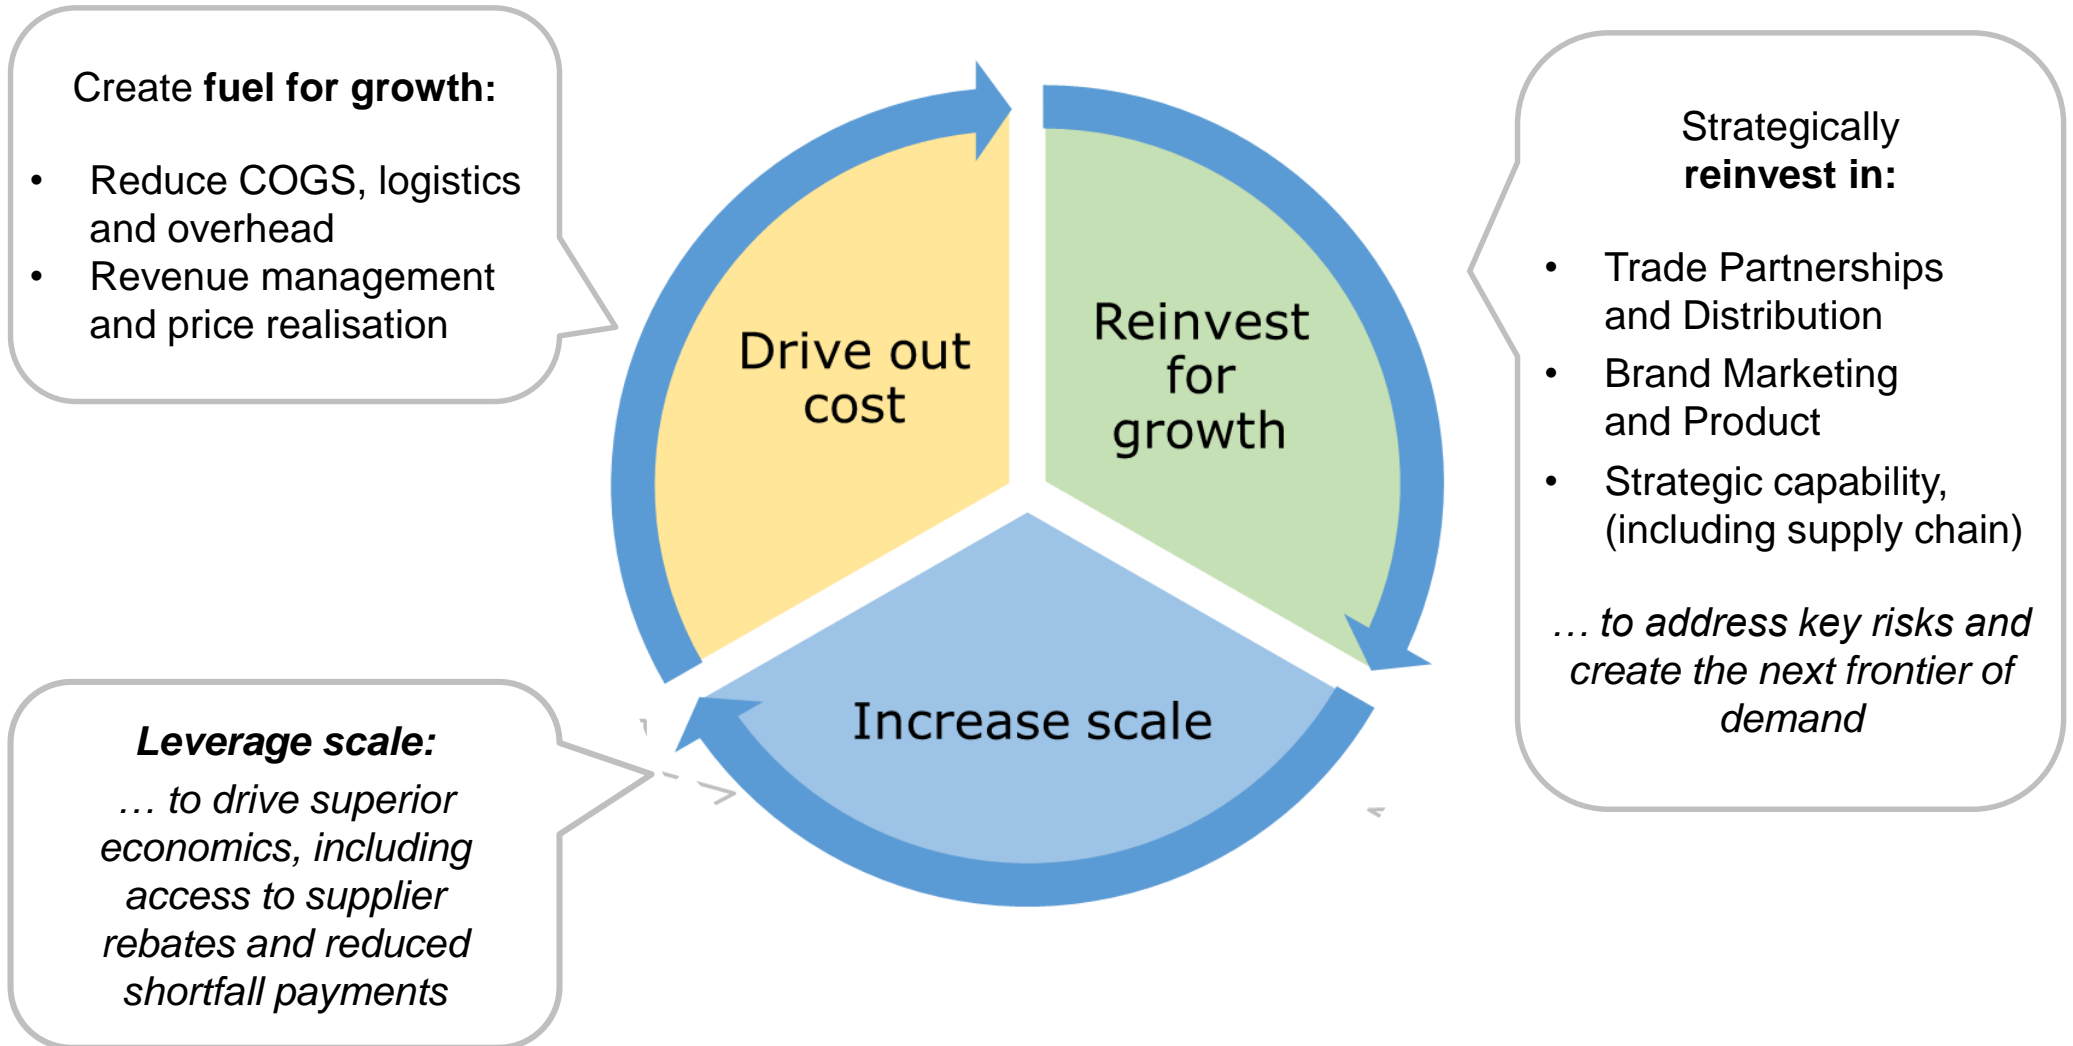 Create fuel for growth:
• Reduce COGS, logistics
and overhead
• Revenue management
and price realisation
Drive out
cost
Reinvest
for
growth
Increase scale
Strategically
reinvest in:
• Trade Partnerships
and Distribution
• Brand Marketing
and Product
• Strategic capability,
(including supply chain)
… to address key risks and
create the next frontier of
demand
Leverage scale:
… to drive superior
economics, including
access to supplier
rebates and reduced
shortfall payments